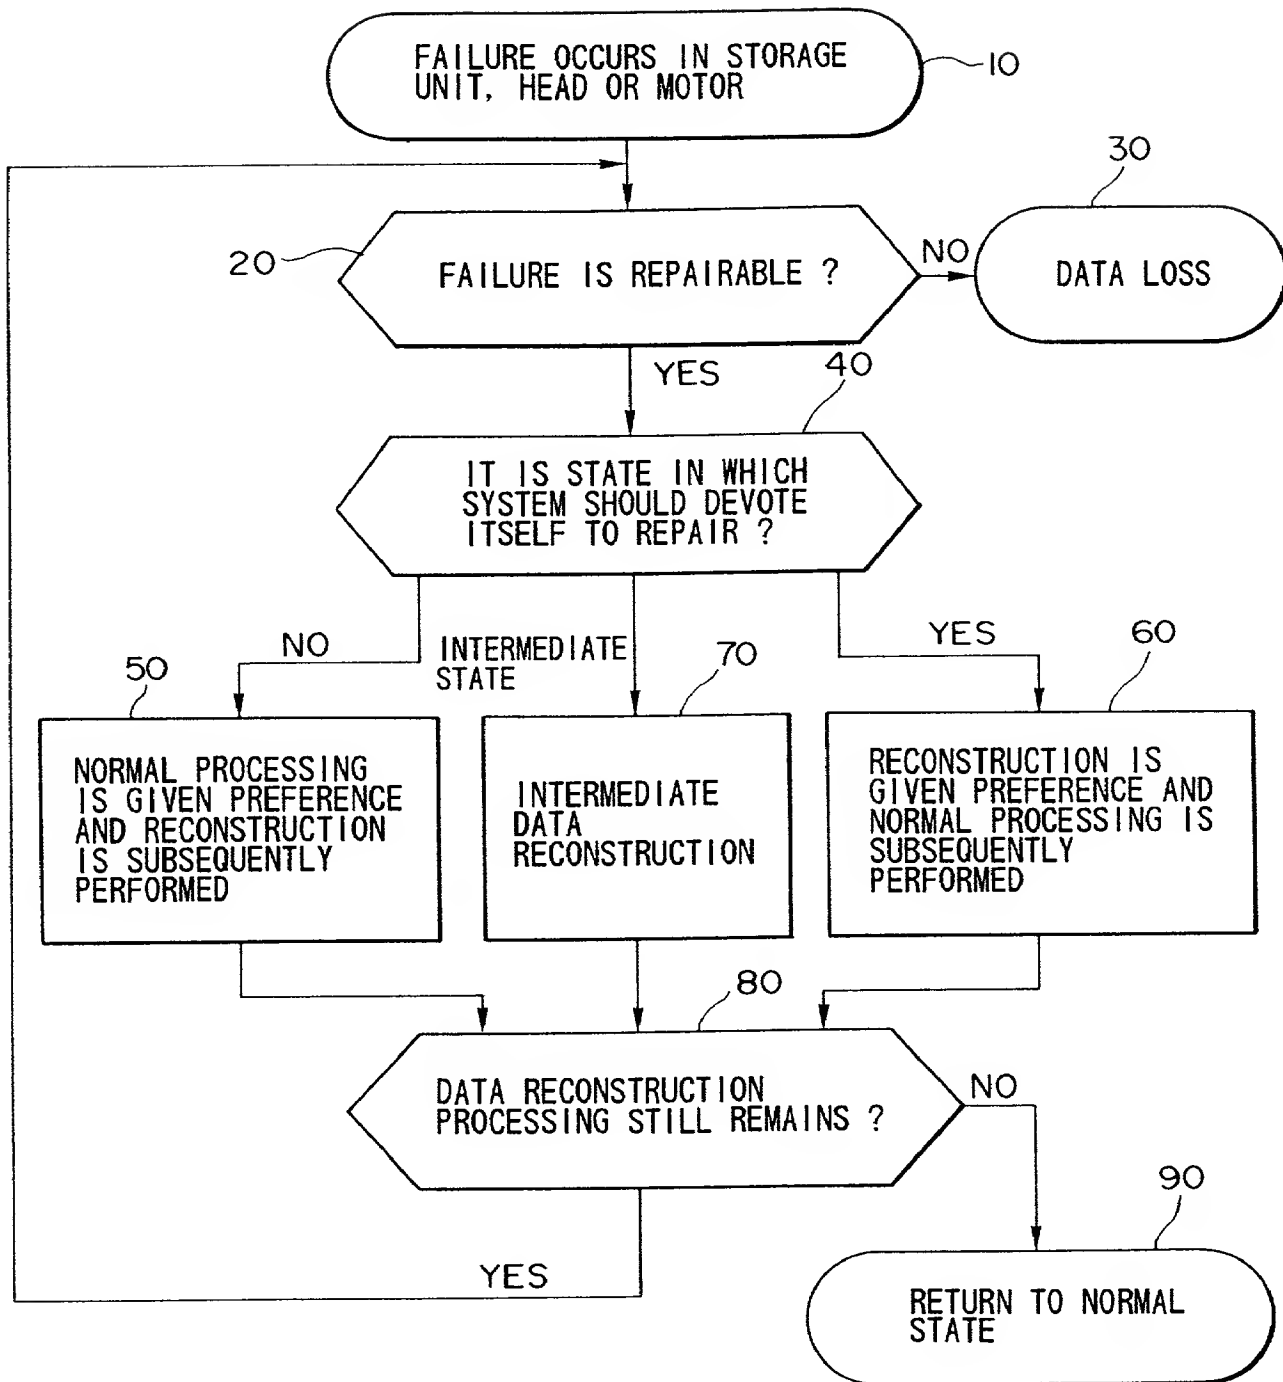 FAILURE OCCURS IN STORAGE
UNIT, HEAD OR MOTOR
10
30
20
FAILURE IS REPAIRABLE ?
NO
DATA LOSS
YES
40
IT IS STATE IN WHICH
SYSTEM SHOULD DEVOTE
ITSELF TO REPAIR ?
NO
INTERMEDIATE
STATE
YES
50
70
60
NORMAL PROCESSING
IS GIVEN PREFERENCE
AND RECONSTRUCTION
IS SUBSEQUENTLY
PERFORMED
INTERMEDIATE
DATA
RECONSTRUCTION
RECONSTRUCTION IS
GIVEN PREFERENCE AND
NORMAL PROCESSING IS
SUBSEQUENTLY
PERFORMED
80
DATA RECONSTRUCTION
PROCESSING STILL REMAINS ?
NO
YES
90
RETURN TO NORMAL
STATE